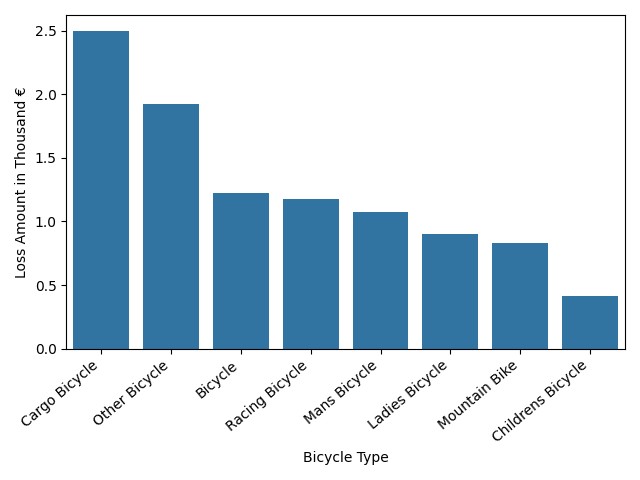 Loss Amount in Thousand €
2.5
2.0
1.5
1.0
0.5
0.0
Cargo Bicycle
Other Bicycle
Bicycle
Racing Bicycle
Mans Bicycle
Ladies Bicycle
Mountain Bike
Childrens Bicycle
Bicycle Type